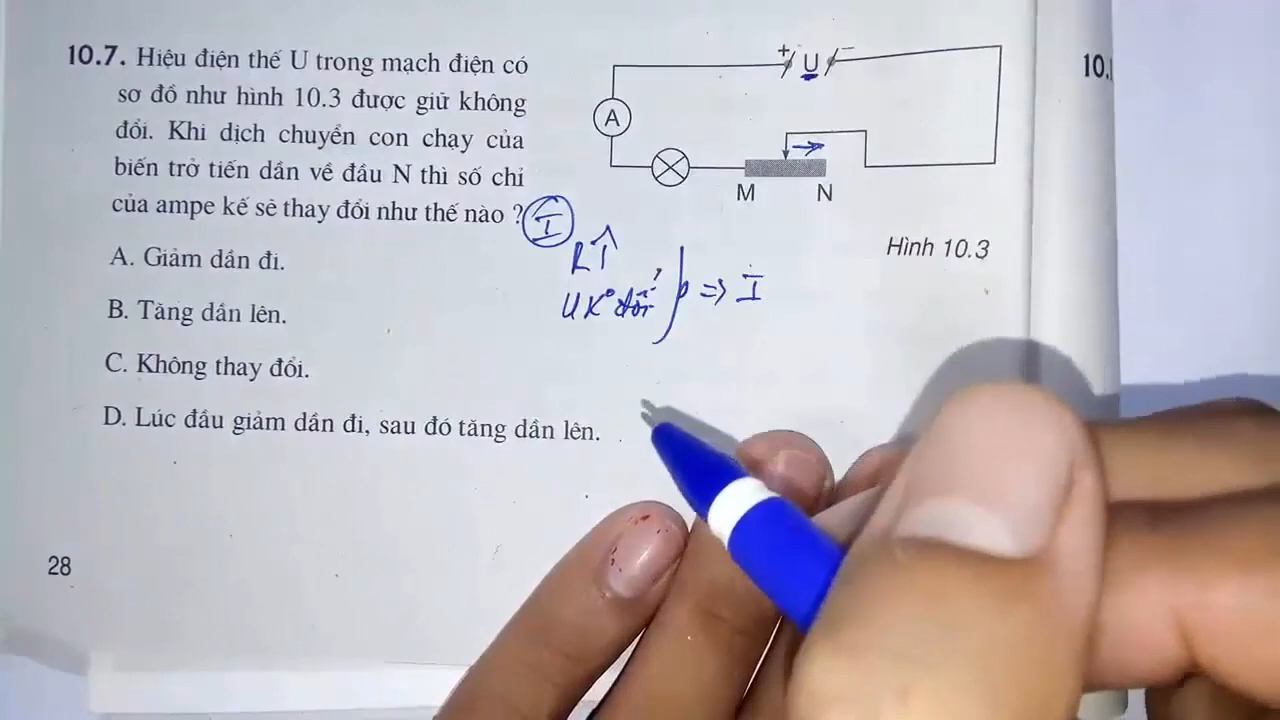 10.7. Hiệu điện thế U trong mạch điện có
sơ đồ như hình 10.3 được giữ không
đổi. Khi dịch chuyển con chạy của
biến trở tiến dần về đầu N thì số chỉ
của ampe kế sẽ thay đổi như thế nào ?
A. Giảm dần đi.
B. Tăng dần lên.
C. Không thay đổi.
D. Lúc đầu giảm dần đi, sau đó tăng dần lên.
28
+ U −
A
M N
Hình 10.3
I
R↑
U K° đổi
=> I
10.